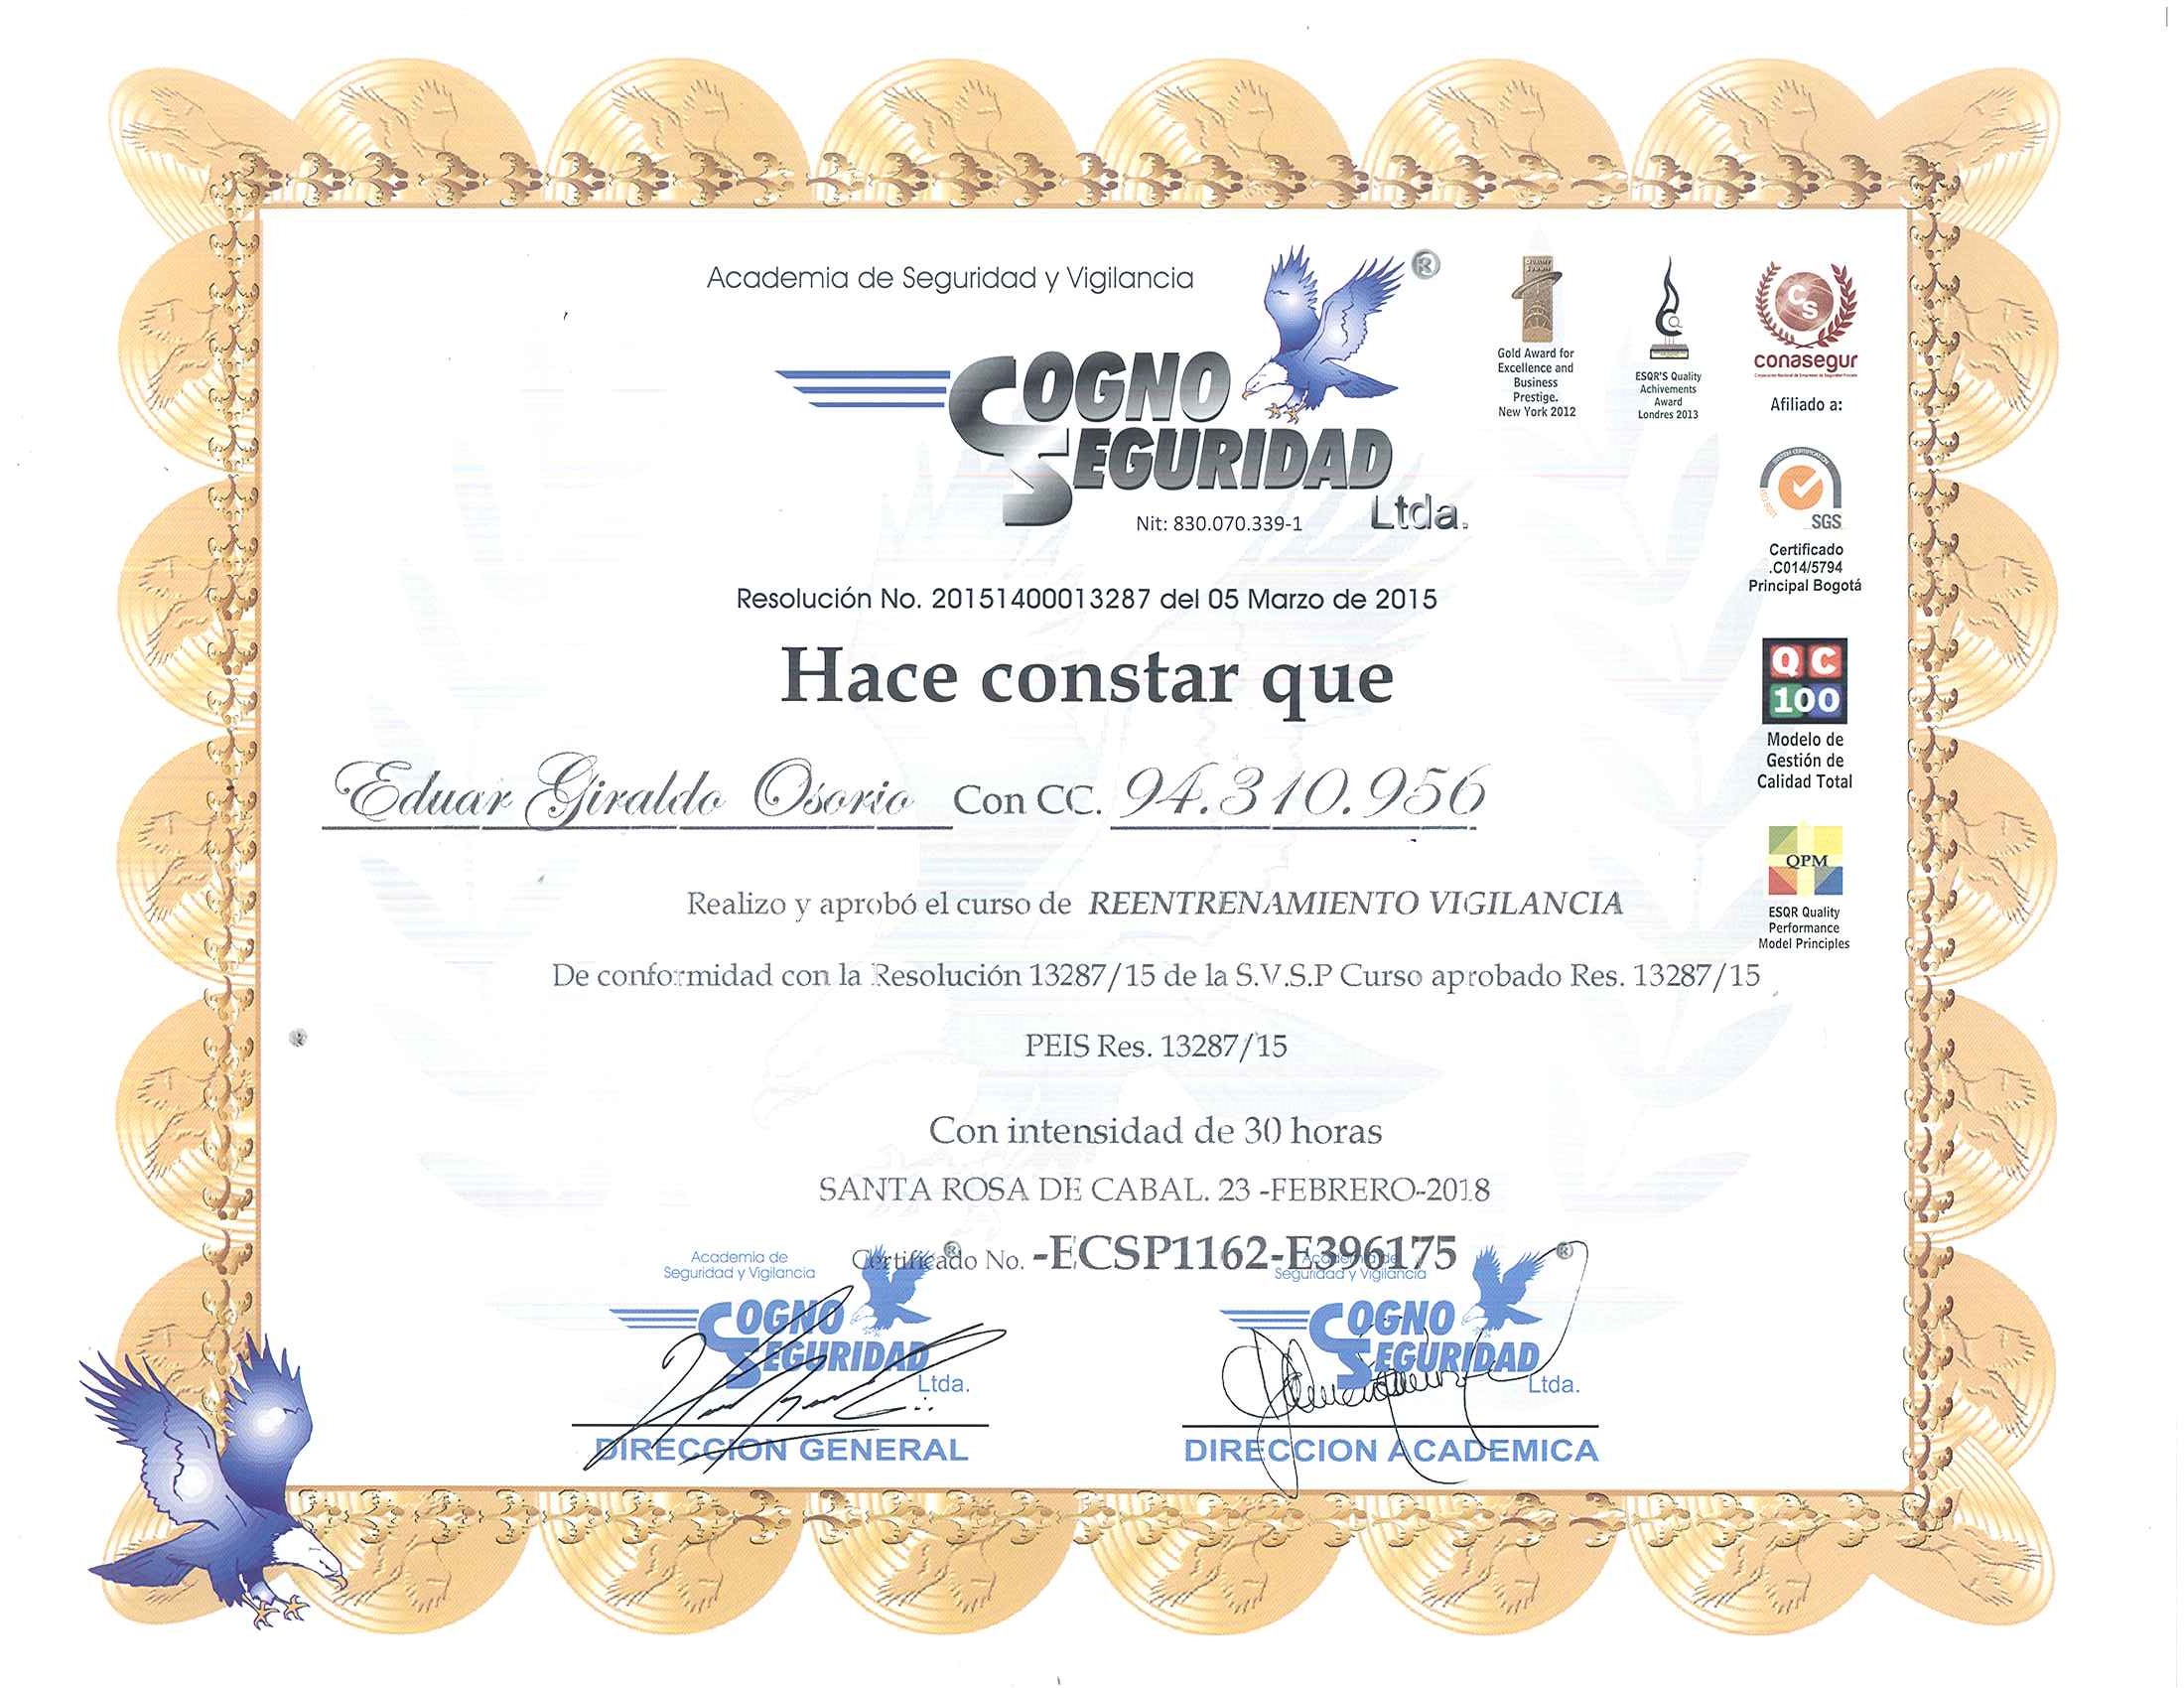 Academia de Seguridad y Vigilancia
®
COGNO
SEGURIDAD
Ltda.
Nit: 830.070.339-1
Gold Award for
Excellence and
Business
Prestige.
New York 2012
ESQR'S Quality
Achivements
Award
Londres 2013
CS
conasegur
Afiliado a:
SGS
Certificado
.C014/5794
Principal Bogotá
QC
100
Modelo de
Gestión de
Calidad Total
QPM
ESQR Quality
Performance
Model Principles
Resolución No. 20151400013287 del 05 Marzo de 2015
Hace constar que
Eduar Giraldo Osorio Con CC. 94.310.956
Realizo y aprobó el curso de REENTRENAMIENTO VIGILANCIA
De conformidad con la Resolución 13287/15 de la S.V.S.P Curso aprobado Res. 13287/15
PEIS Res. 13287/15
Con intensidad de 30 horas
SANTA ROSA DE CABAL. 23 -FEBRERO-2018
Certificado No. -ECSP1162-E396175
Academia de
Seguridad y Vigilancia
®
COGNO
SEGURIDAD
Ltda.
DIRECCION GENERAL
Academia de
Seguridad y Vigilancia
®
COGNO
SEGURIDAD
Ltda.
DIRECCION ACADEMICA